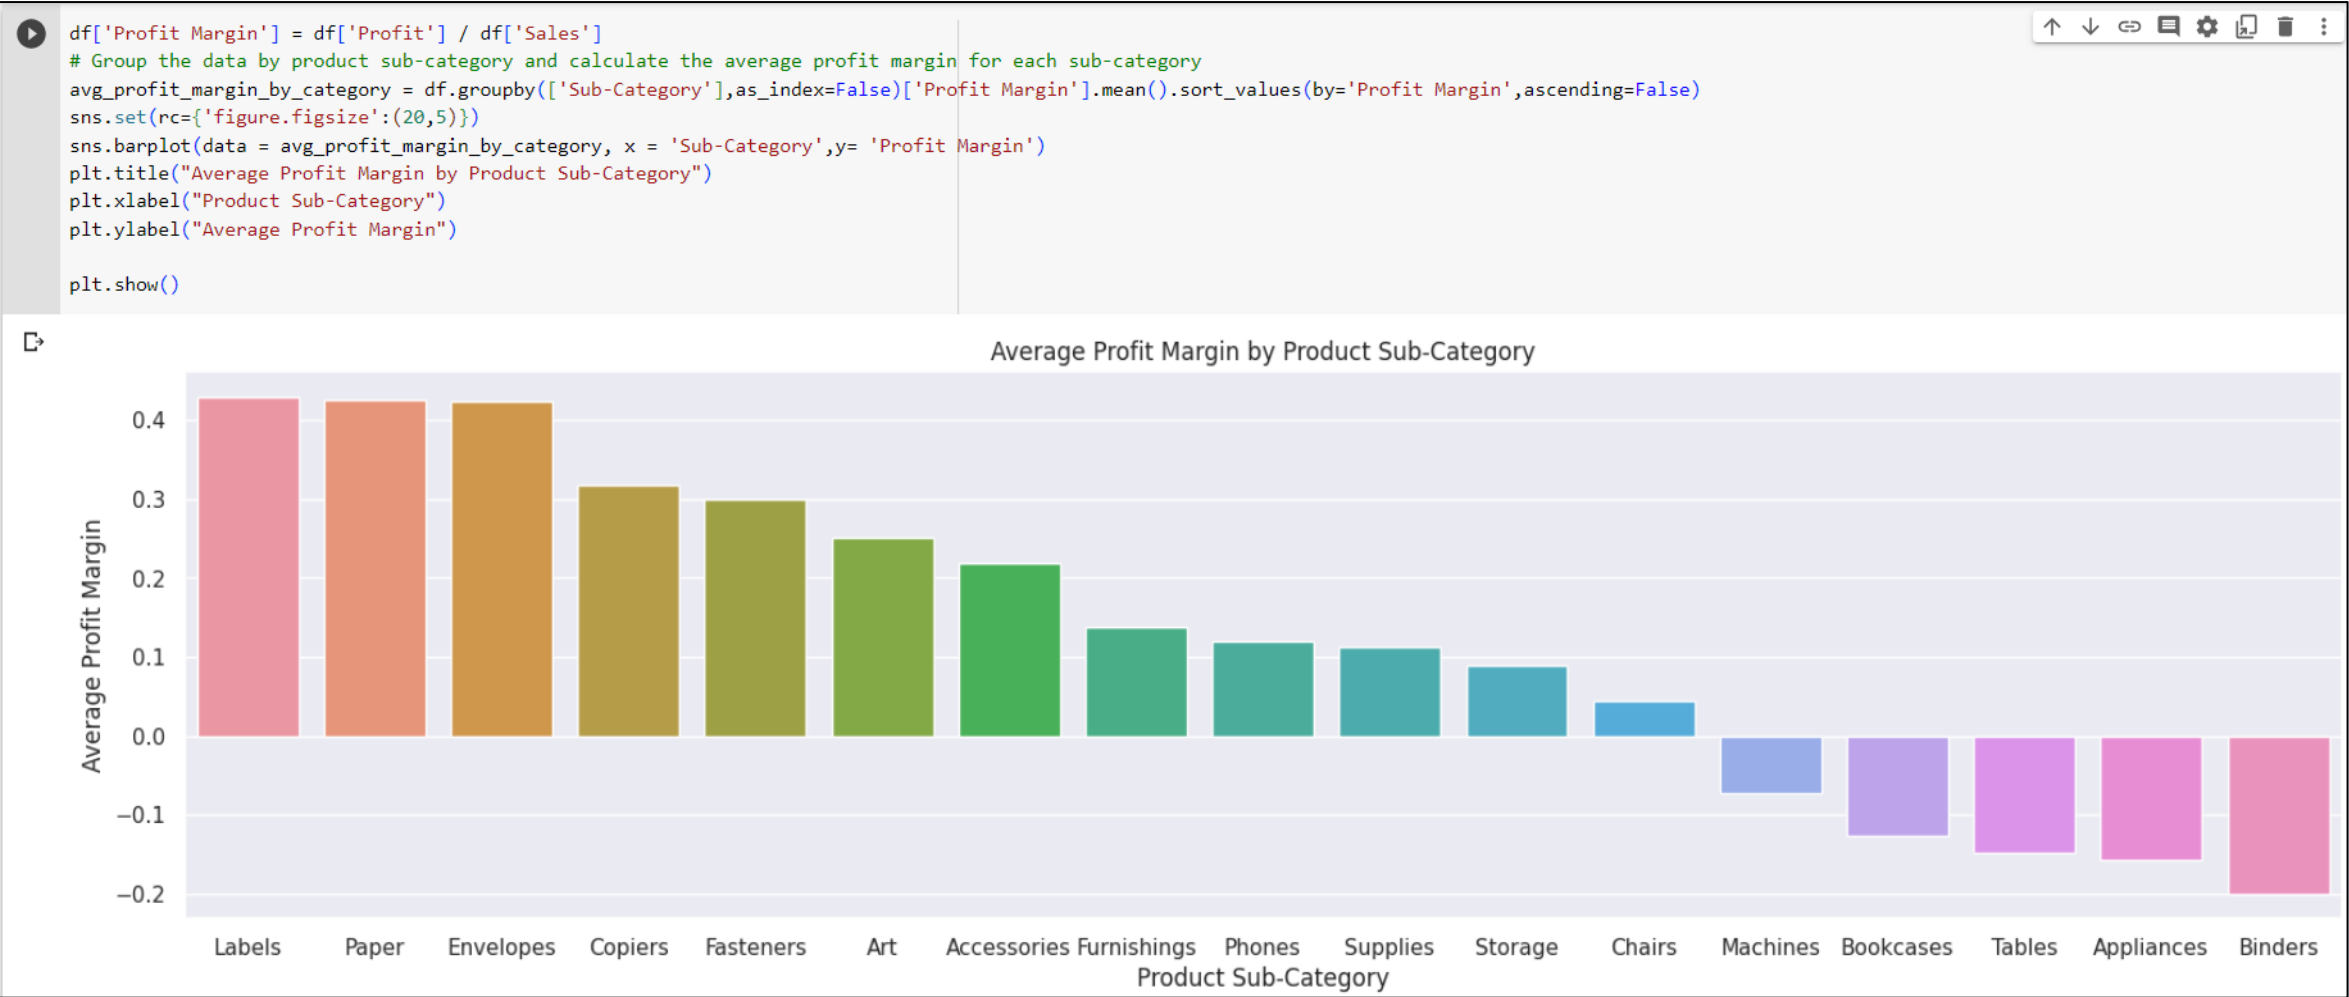 df['Profit Margin'] = df['Profit'] / df['Sales']
# Group the data by product sub-category and calculate the average profit margin for each sub-category
avg_profit_margin_by_category = df.groupby(['Sub-Category'],as_index=False)['Profit Margin'].mean().sort_values(by='Profit Margin',ascending=False)
sns.set(rc={'figure.figsize':(20,5)})
sns.barplot(data = avg_profit_margin_by_category, x = 'Sub-Category',y= 'Profit Margin')
plt.title("Average Profit Margin by Product Sub-Category")
plt.xlabel("Product Sub-Category")
plt.ylabel("Average Profit Margin")
plt.show()
Average Profit Margin by Product Sub-Category
Average Profit Margin
0.4
0.3
0.2
0.1
0.0
−0.1
−0.2
Labels Paper Envelopes Copiers Fasteners Art Accessories Furnishings Phones Supplies Storage Chairs Machines Bookcases Tables Appliances Binders
Product Sub-Category